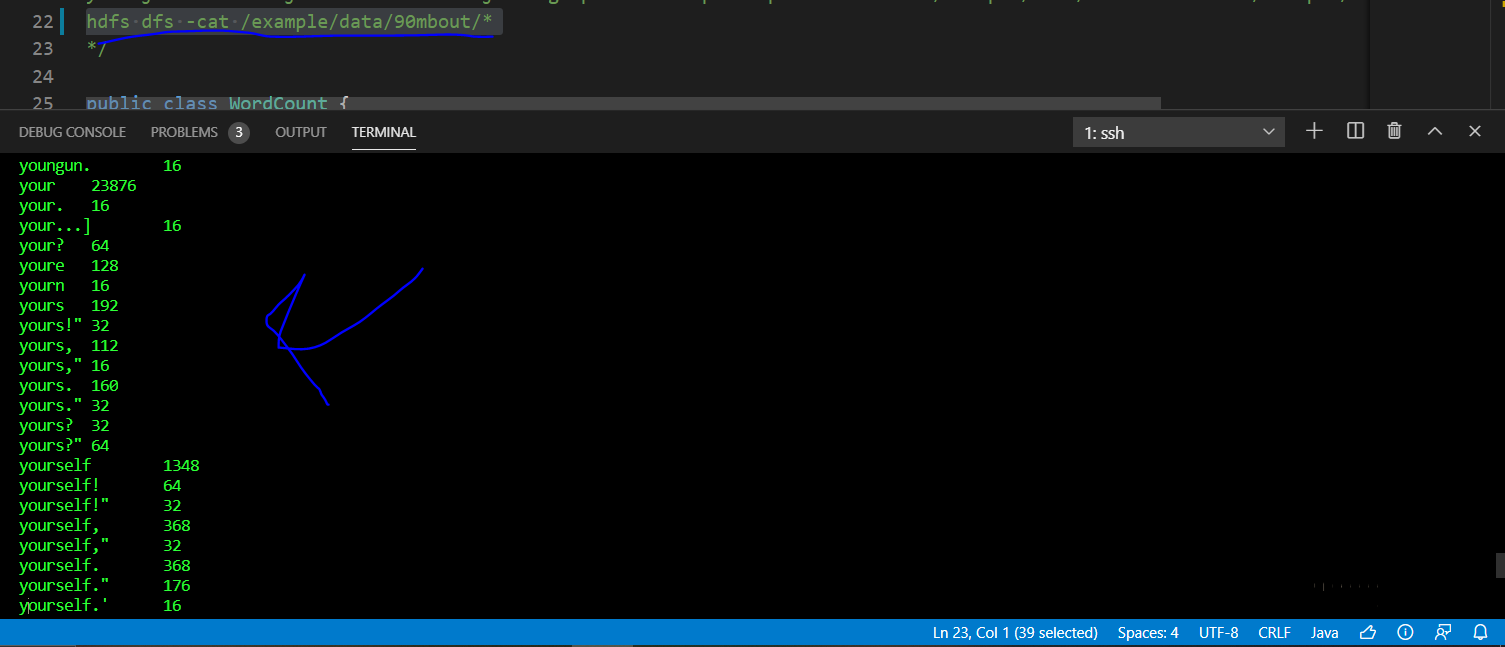 22 hdfs dfs -cat /example/data/90mbout/*
23 */
24
25 public class WordCount {
DEBUG CONSOLE PROBLEMS 3 OUTPUT TERMINAL 1: ssh
youngun. 16
your 23876
your. 16
your...] 16
your? 64
youre 128
yourn 16
yours 192
yours!" 32
yours, 112
yours," 16
yours. 160
yours." 32
yours? 32
yours?" 64
yourself 1348
yourself! 64
yourself!" 32
yourself, 368
yourself," 32
yourself. 368
yourself." 176
yourself.' 16
Ln 23, Col 1 (39 selected) Spaces: 4 UTF-8 CRLF Java